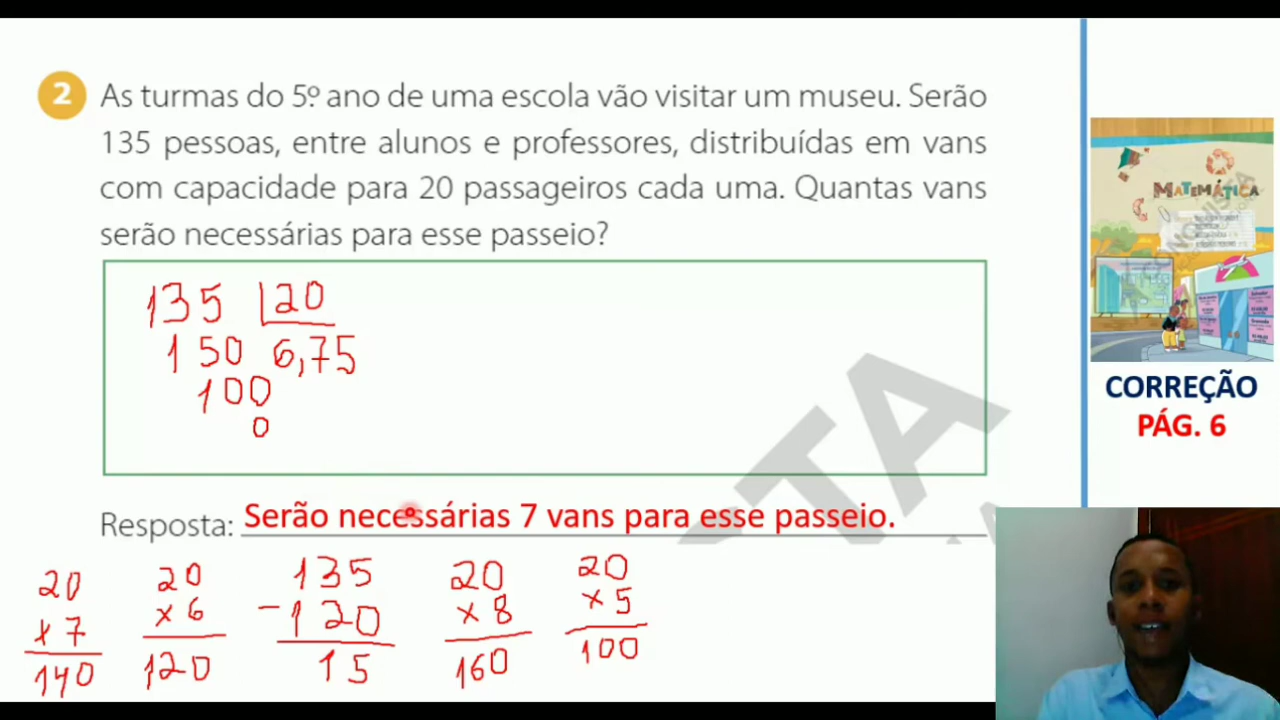 2 As turmas do 5º ano de uma escola vão visitar um museu. Serão
135 pessoas, entre alunos e professores, distribuídas em vans
com capacidade para 20 passageiros cada uma. Quantas vans
serão necessárias para esse passeio?
135 20
150 6,75
100
0
Resposta: Serão necessárias 7 vans para esse passeio.
20
x 7
140
20
x 6
120
135
- 120
15
20
x 8
160
20
x 5
100
MATEMÁTICA
CORREÇÃO
PÁG. 6